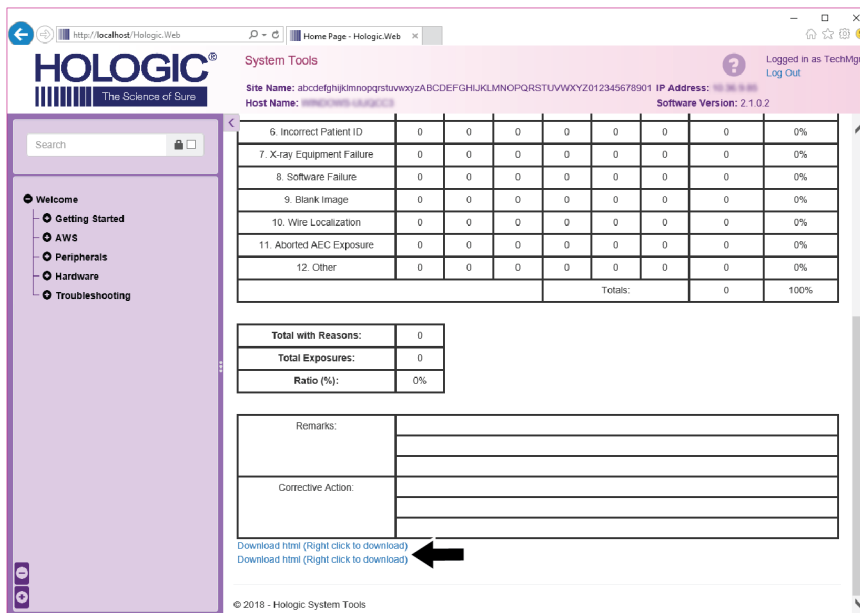 http://localhost/Hologic.Web
Home Page - Hologic.Web
HOLOGIC®
The Science of Sure
System Tools
?
Logged in as TechMgr
Log Out
Site Name: abcdefghijklmnopqrstuvwxyzABCDEFGHIJKLMNOPQRSTUVWXYZ012345678901 IP Address:
Host Name:
Software Version: 2.1.0.2
Search
Welcome
Getting Started
AWS
Peripherals
Hardware
Troubleshooting
6. Incorrect Patient ID 0 0 0 0 0 0 0 0%
7. X-ray Equipment Failure 0 0 0 0 0 0 0 0%
8. Software Failure 0 0 0 0 0 0 0 0%
9. Blank Image 0 0 0 0 0 0 0 0%
10. Wire Localization 0 0 0 0 0 0 0 0%
11. Aborted AEC Exposure 0 0 0 0 0 0 0 0%
12. Other 0 0 0 0 0 0 0 0%
Totals: 0 100%
Total with Reasons: 0
Total Exposures: 0
Ratio (%): 0%
Remarks:
Corrective Action:
Download html (Right click to download)
Download html (Right click to download)
© 2018 - Hologic System Tools